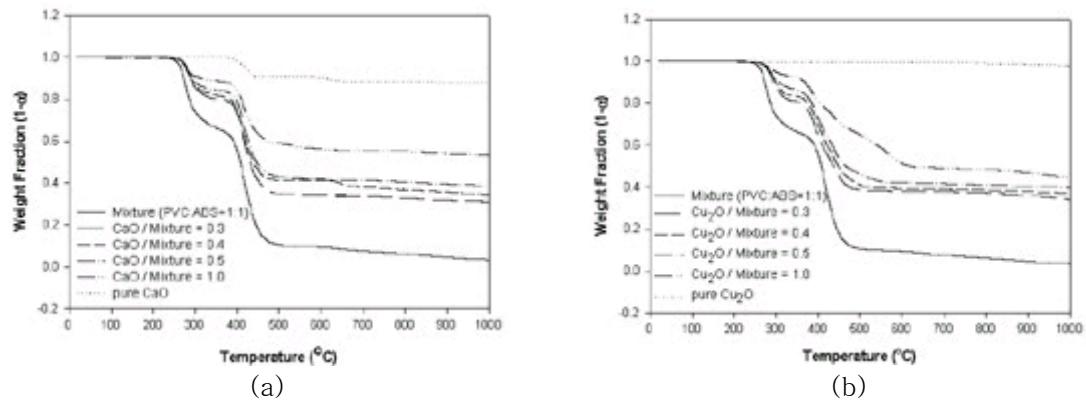 1.2
1.0
0.8
0.6
0.4
0.2
0.0
-0.2
Weight Fraction (1-α)
Mixture (PVC:ABS=1:1)
CaO / Mixture = 0.3
CaO / Mixture = 0.4
CaO / Mixture = 0.5
CaO / Mixture = 1.0
pure CaO
0 100 200 300 400 500 600 700 800 900 1000
Temperature (°C)
(a)
1.2
1.0
0.8
0.6
0.4
0.2
0.0
-0.2
Weight Fraction (1-α)
Mixture (PVC:ABS=1:1)
Cu₂O / Mixture = 0.3
Cu₂O / Mixture = 0.4
Cu₂O / Mixture = 0.5
Cu₂O / Mixture = 1.0
pure Cu₂O
0 100 200 300 400 500 600 700 800 900 1000
Temperature (°C)
(b)